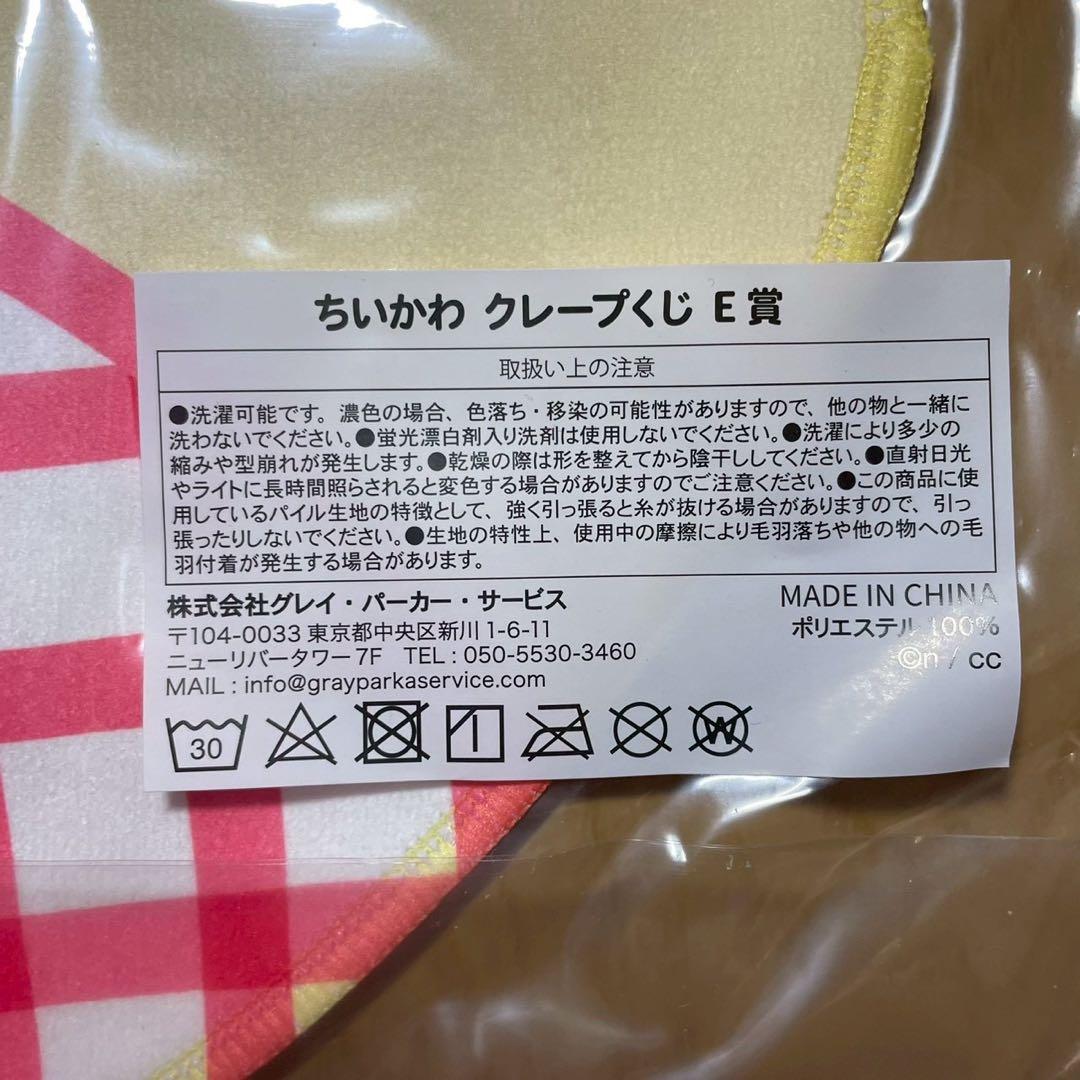 ちいかわ クレープくじ E賞
取扱い上の注意
●洗濯可能です。濃色の場合、色落ち・移染の可能性がありますので、他の物と一緒に
洗わないでください。●蛍光漂白剤入り洗剤は使用しないでください。●洗濯により多少の
縮みや型崩れが発生します。●乾燥の際は形を整えてから陰干ししてください。●直射日光
やライトに長時間照らされると変色する場合がありますのでご注意ください。●この商品に使
用しているパイル生地の特徴として、強く引っ張ると糸が抜ける場合がありますので、引っ
張ったりしないでください。●生地の特性上、使用中の摩擦により毛羽落ちや他の物への毛
羽付着が発生する場合があります。
株式会社グレイ・パーカー・サービス
〒104-0033 東京都中央区新川1-6-11
ニューリバータワー7F TEL : 050-5530-3460
MAIL : info@grayparkaservice.com
MADE IN CHINA
ポリエステル 100%
©n / cc
30
W